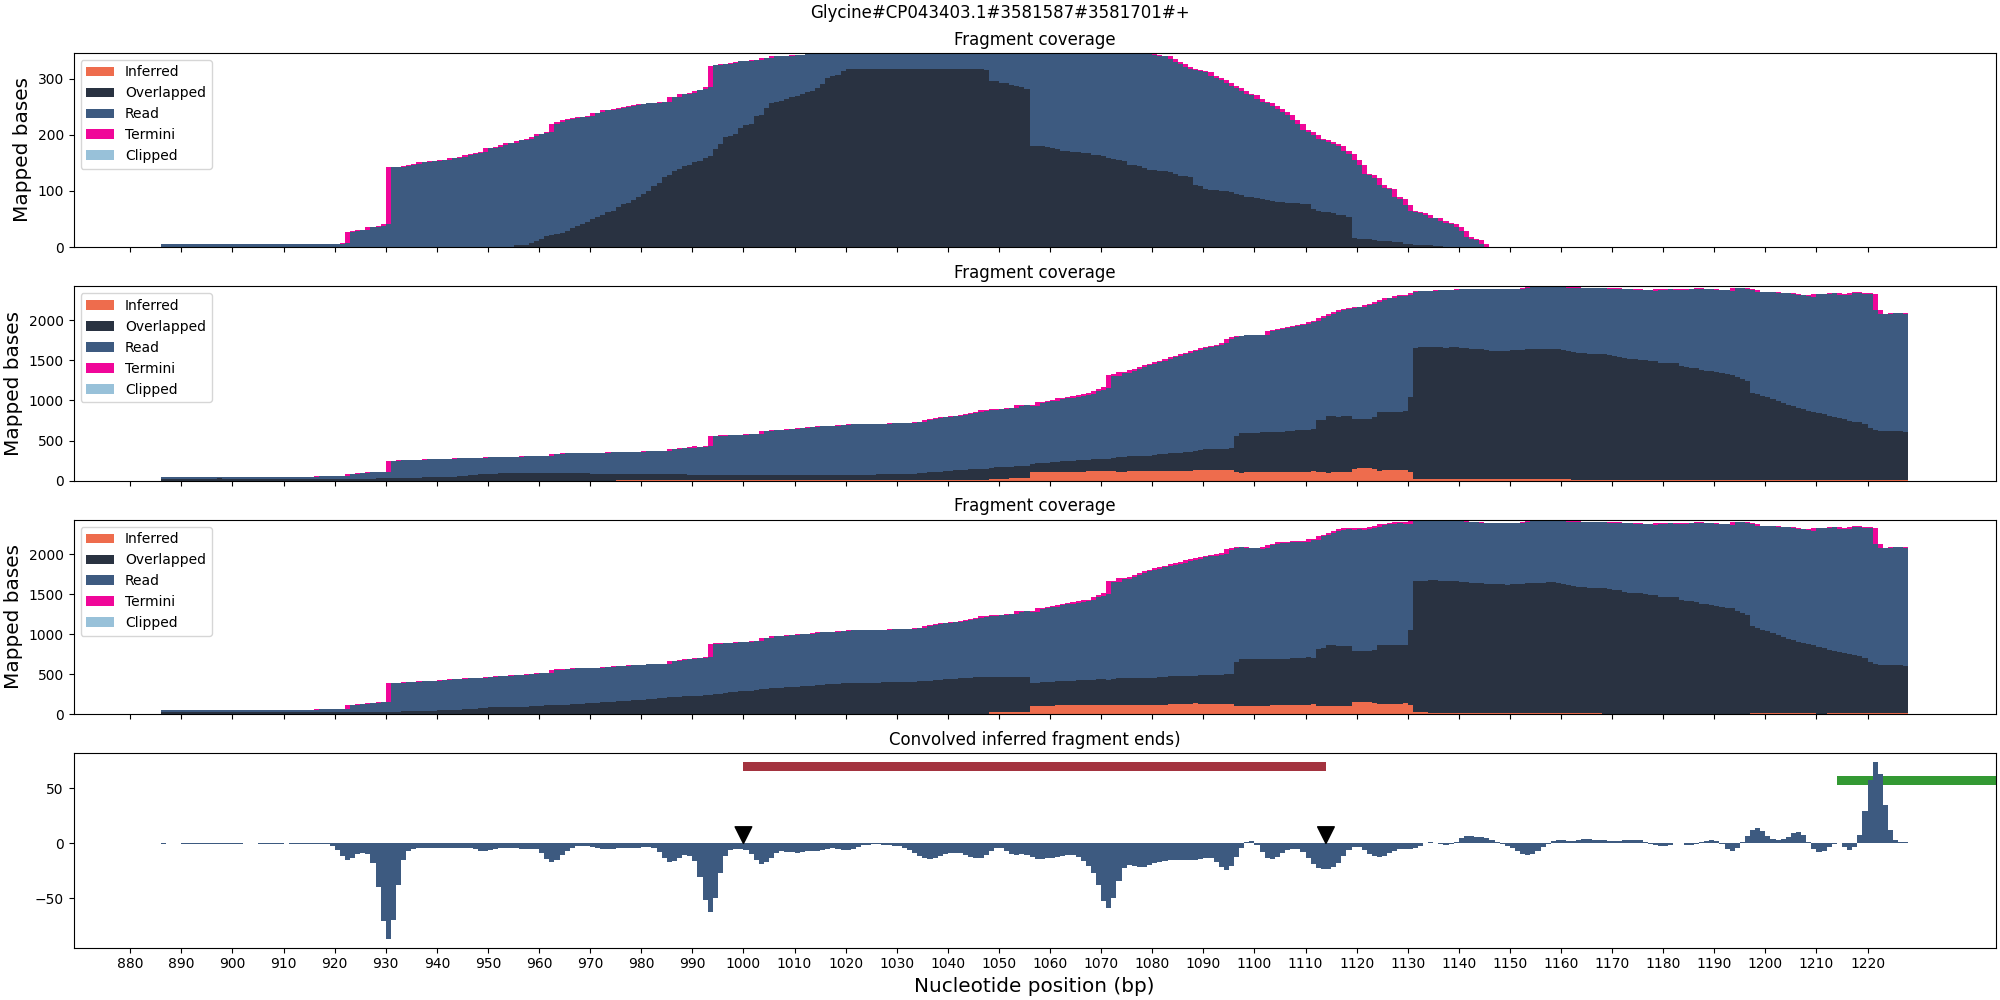 Glycine#CP043403.1#3581587#3581701#+
Fragment coverage
Mapped bases
300
200
100
0
Inferred
Overlapped
Read
Termini
Clipped
Fragment coverage
Mapped bases
2000
1500
1000
500
0
Inferred
Overlapped
Read
Termini
Clipped
Fragment coverage
Mapped bases
2000
1500
1000
500
0
Inferred
Overlapped
Read
Termini
Clipped
Convolved inferred fragment ends)
50
0
−50
880 890 900 910 920 930 940 950 960 970 980 990 1000 1010 1020 1030 1040 1050 1060 1070 1080 1090 1100 1110 1120 1130 1140 1150 1160 1170 1180 1190 1200 1210 1220
Nucleotide position (bp)